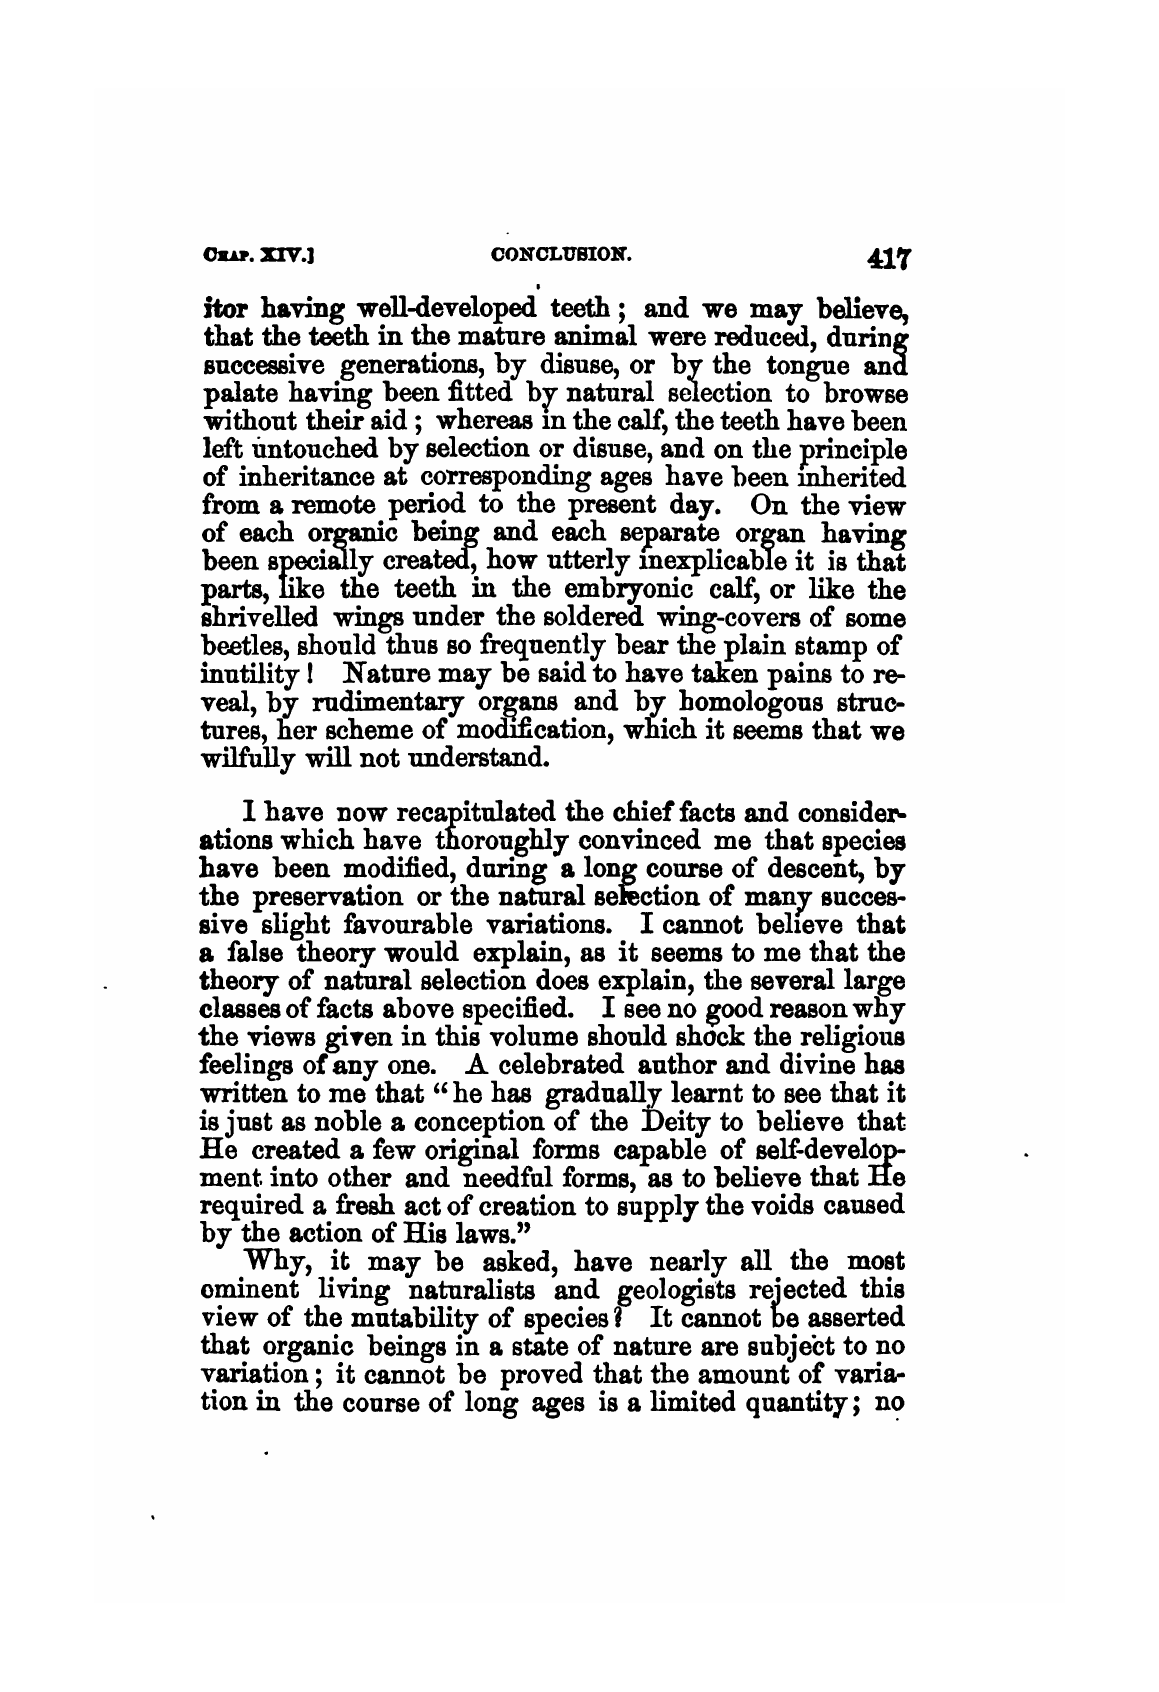 CHAP. XIV.] CONCLUSION. 417
itor having well-developed teeth ; and we may believe,
that the teeth in the mature animal were reduced, during
successive generations, by disuse, or by the tongue and
palate having been fitted by natural selection to browse
without their aid ; whereas in the calf, the teeth have been
left untouched by selection or disuse, and on the principle
of inheritance at corresponding ages have been inherited
from a remote period to the present day. On the view
of each organic being and each separate organ having
been specially created, how utterly inexplicable it is that
parts, like the teeth in the embryonic calf, or like the
shrivelled wings under the soldered wing-covers of some
beetles, should thus so frequently bear the plain stamp of
inutility ! Nature may be said to have taken pains to re-
veal, by rudimentary organs and by homologous struc-
tures, her scheme of modification, which it seems that we
wilfully will not understand.
I have now recapitulated the chief facts and consider-
ations which have thoroughly convinced me that species
have been modified, during a long course of descent, by
the preservation or the natural selection of many succes-
sive slight favourable variations. I cannot believe that
a false theory would explain, as it seems to me that the
theory of natural selection does explain, the several large
classes of facts above specified. I see no good reason why
the views given in this volume should shock the religious
feelings of any one. A celebrated author and divine has
written to me that “he has gradually learnt to see that it
is just as noble a conception of the Deity to believe that
He created a few original forms capable of self-develop-
ment into other and needful forms, as to believe that He
required a fresh act of creation to supply the voids caused
by the action of His laws.”
Why, it may be asked, have nearly all the most
eminent living naturalists and geologists rejected this
view of the mutability of species? It cannot be asserted
that organic beings in a state of nature are subject to no
variation ; it cannot be proved that the amount of varia-
tion in the course of long ages is a limited quantity ; no